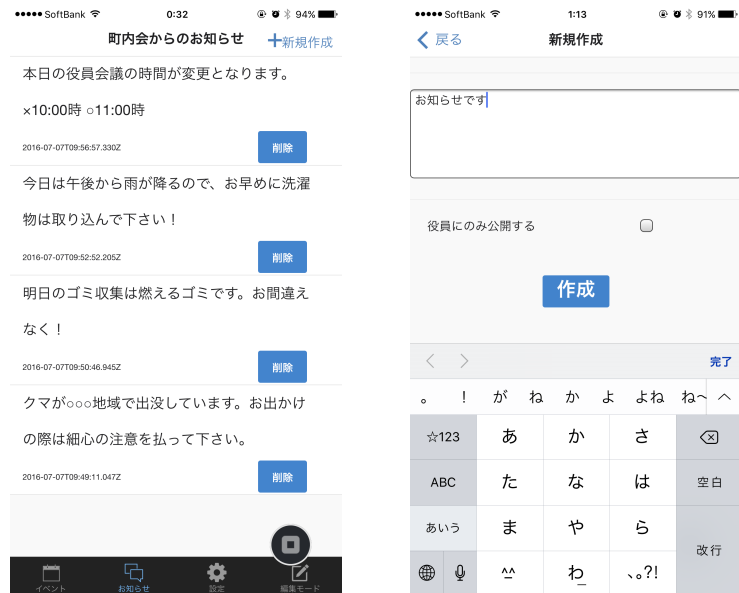 SoftBank 0:32 94%
町内会からのお知らせ
+新規作成
本日の役員会議の時間が変更となります。
×10:00時 ○11:00時
2016-07-07T09:56:57.330Z
削除
今日は午後から雨が降るので、お早めに洗濯
物は取り込んで下さい！
2016-07-07T09:52:52.205Z
削除
明日のゴミ収集は燃えるゴミです。お間違え
なく！
2016-07-07T09:50:46.945Z
削除
クマが○○○地域で出没しています。お出かけ
の際は細心の注意を払って下さい。
2016-07-07T09:49:11.047Z
削除
イベント
お知らせ
設定
編集モード
SoftBank 1:13 91%
戻る
新規作成
お知らせです
役員にのみ公開する
作成
完了
。 ！ が ね か よ よね ね〜
☆123 あ か さ
ABC た な は 空白
あいう ま や ら
改行
^^ わ 、。?!